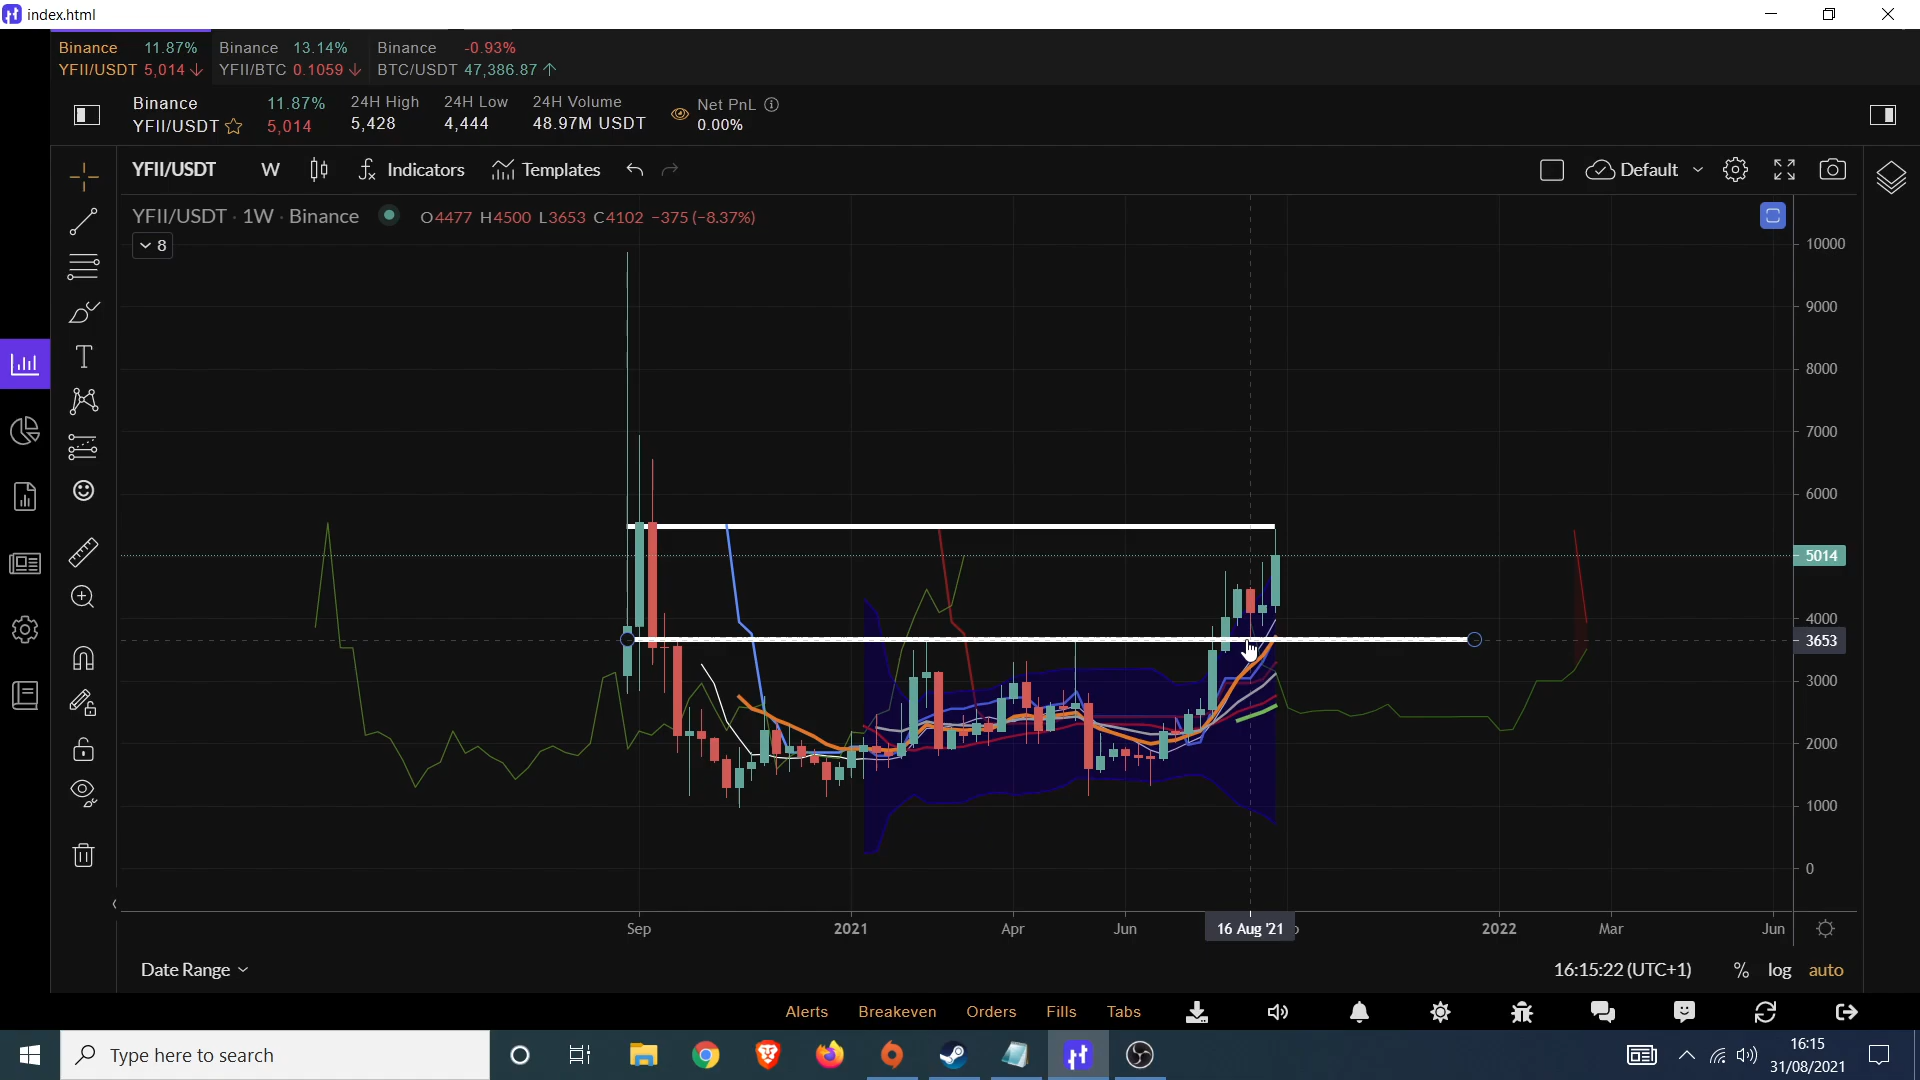 index.html
Binance 11.87% Binance 13.14% Binance -0.93%
YFII/USDT 5,014 ↓ YFII/BTC 0.1059 ↓ BTC/USDT 47,386.87 ↑
Binance 11.87% 24H High 24H Low 24H Volume Net PnL
YFII/USDT 5,014 5,428 4,444 48.97M USDT 0.00%
YFII/USDT W Indicators Templates Default
YFII/USDT · 1W · Binance O4477 H4500 L3653 C4102 −375 (−8.37%)
8
10000
9000
8000
7000
6000
5014
4000
3653
3000
2000
1000
0
Sep 2021 Apr Jun 16 Aug '21 2022 Mar Jun
Date Range 16:15:22 (UTC+1) % log auto
Alerts Breakeven Orders Fills Tabs
Type here to search
16:15
31/08/2021